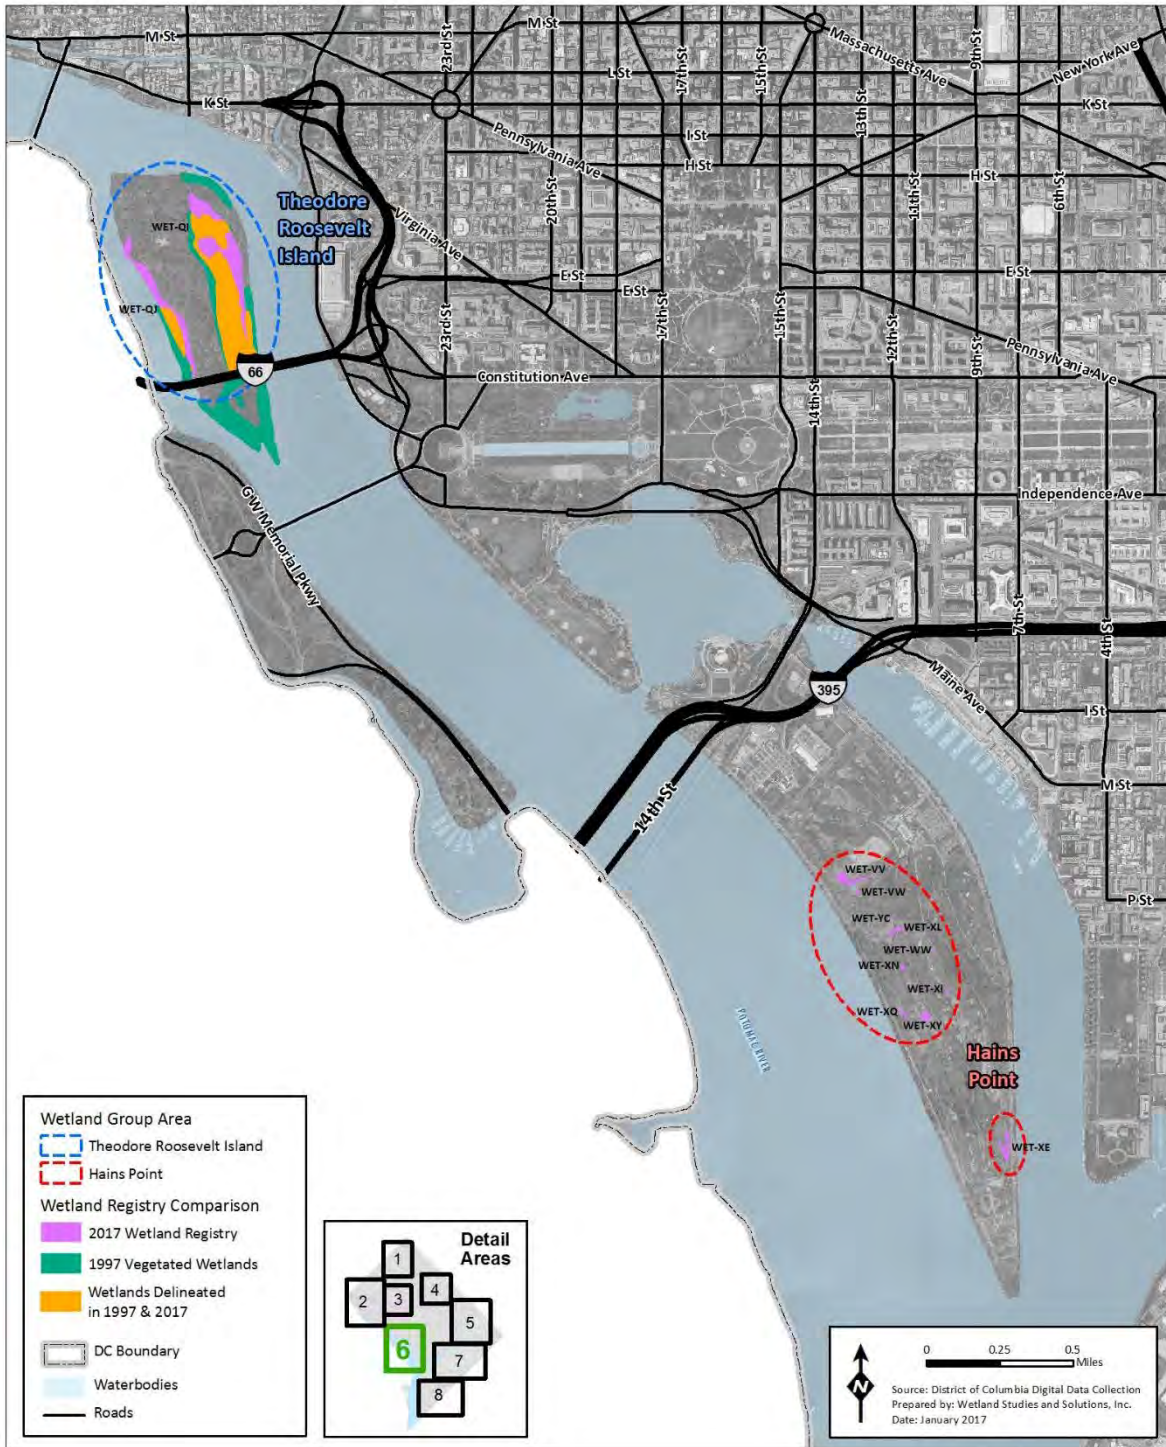 M St
M St
23rd St
17th St
15th St
Massachusetts Ave
9th St
New York Ave
L St
K St
K St
13th St
Pennsylvania Ave
I St
H St
H St
20th St
11th St
6th St
Theodore
Roosevelt
Island
WET-QI
Virginia Ave
E St
E St
E St
WET-QJ
23rd St
17th St
15th St
12th St
9th St
Pennsylvania Ave
66
Constitution Ave
14th St
GW Memorial Pkwy
Independence Ave
7th St
4th St
395
Maine Ave
I St
M St
14th St
P St
WET-VV
WET-VW
WET-YC
WET-XL
WET-WW
WET-XN
WET-XI
WET-XQ
WET-XY
POTOMAC RIVER
Hains
Point
WET-XE
Wetland Group Area
Theodore Roosevelt Island
Hains Point
Wetland Registry Comparison
2017 Wetland Registry
1997 Vegetated Wetlands
Wetlands Delineated
in 1997 & 2017
DC Boundary
Waterbodies
Roads
Detail
Areas
1
2
3
4
5
6
7
8
N
0 0.25 0.5
Miles
Source: District of Columbia Digital Data Collection
Prepared by: Wetland Studies and Solutions, Inc.
Date: January 2017